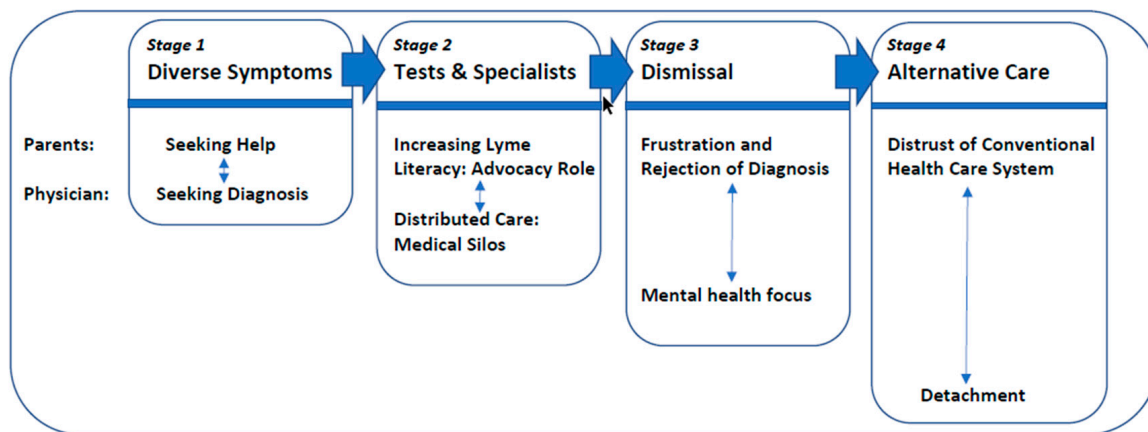 Stage 1
Diverse Symptoms
Stage 2
Tests & Specialists
Stage 3
Dismissal
Stage 4
Alternative Care
Parents:
Seeking Help
Increasing Lyme
Literacy: Advocacy Role
Frustration and
Rejection of Diagnosis
Distrust of Conventional
Health Care System
Physician:
Seeking Diagnosis
Distributed Care:
Medical Silos
Mental health focus
Detachment